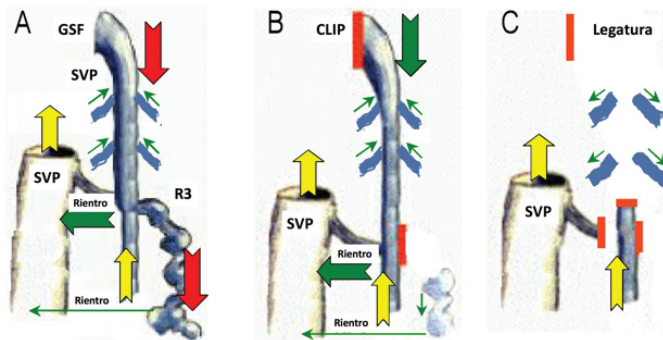 A
GSF
SVP
SVP
R3
Rientro
Rientro
B
CLIP
SVP
Rientro
Rientro
C
Legatura
SVP